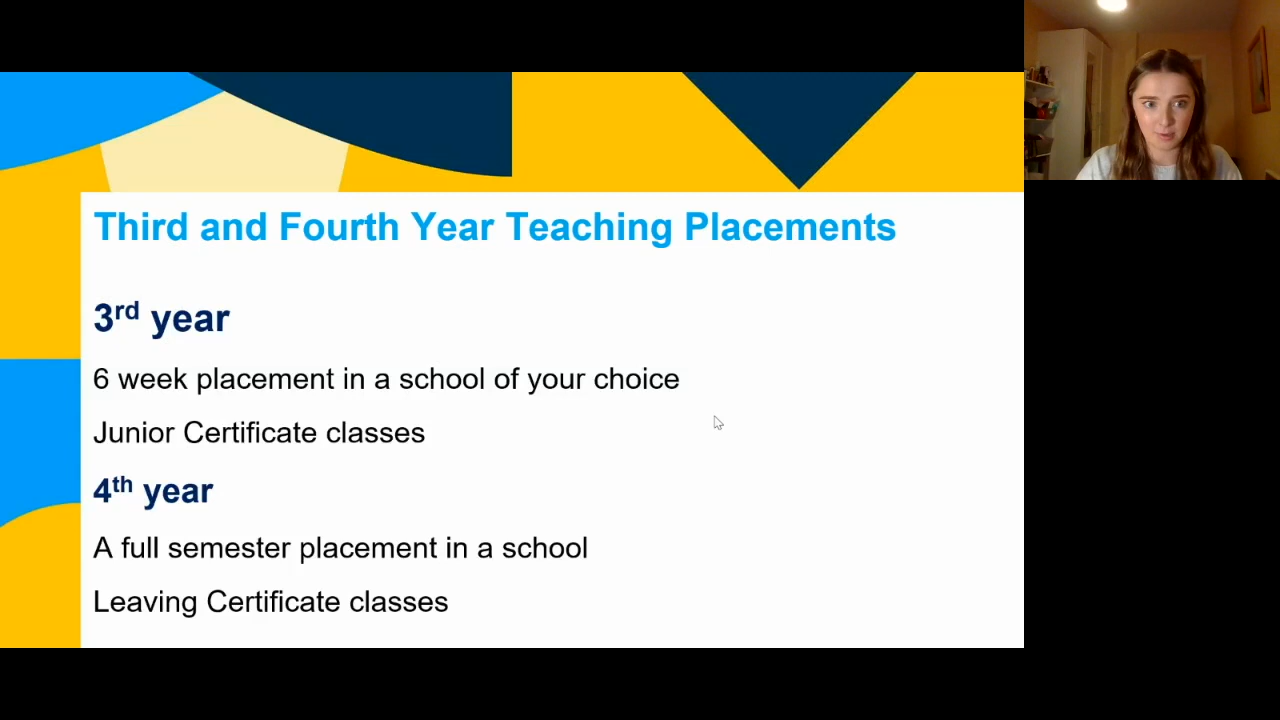 Third and Fourth Year Teaching Placements
3rd year
6 week placement in a school of your choice
Junior Certificate classes
4th year
A full semester placement in a school
Leaving Certificate classes